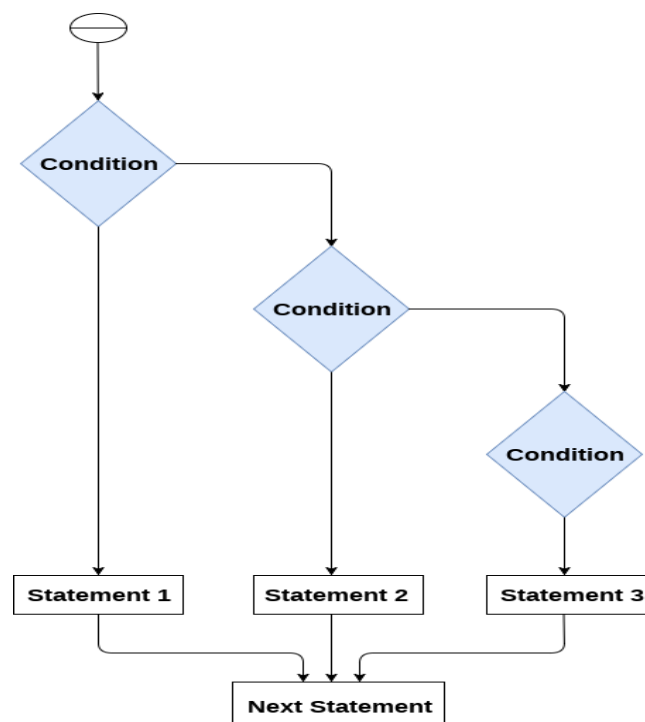 Condition
Condition
Condition
Statement 1
Statement 2
Statement 3
Next Statement